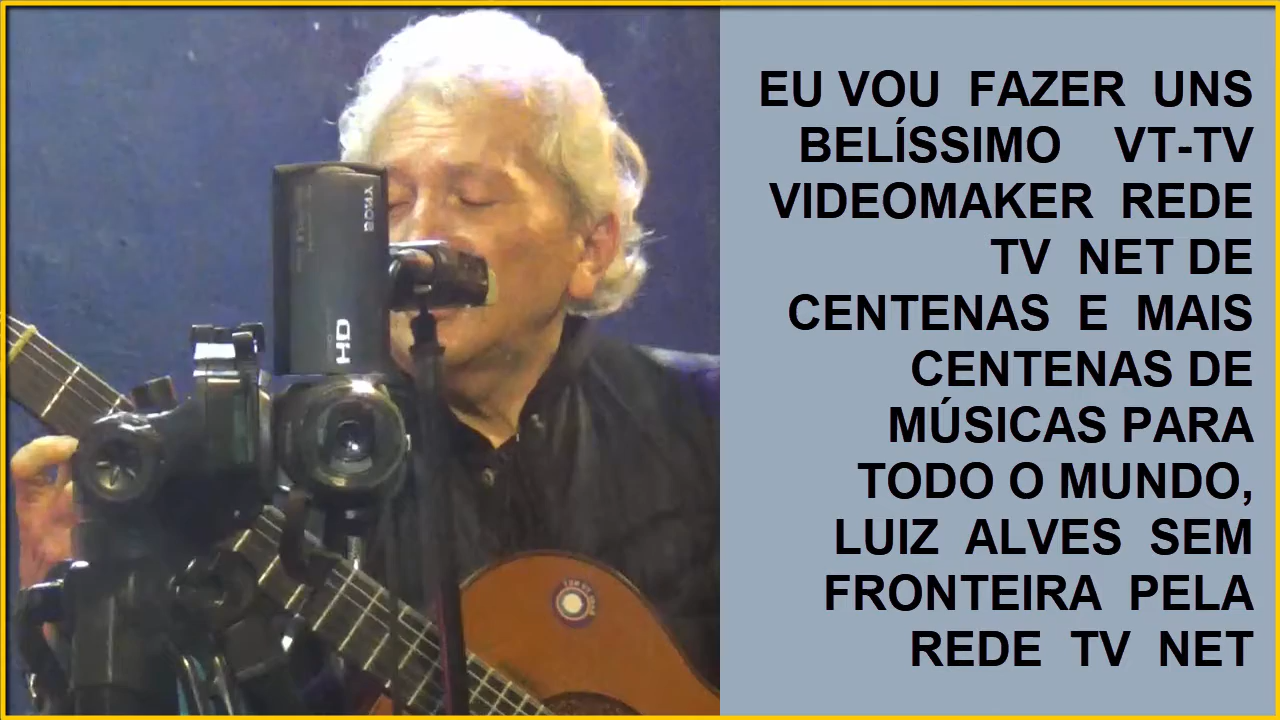 EU VOU FAZER UNS
BELÍSSIMO VT-TV
VIDEOMAKER REDE
TV NET DE
CENTENAS E MAIS
CENTENAS DE
MÚSICAS PARA
TODO O MUNDO,
LUIZ ALVES SEM
FRONTEIRA PELA
REDE TV NET
HD